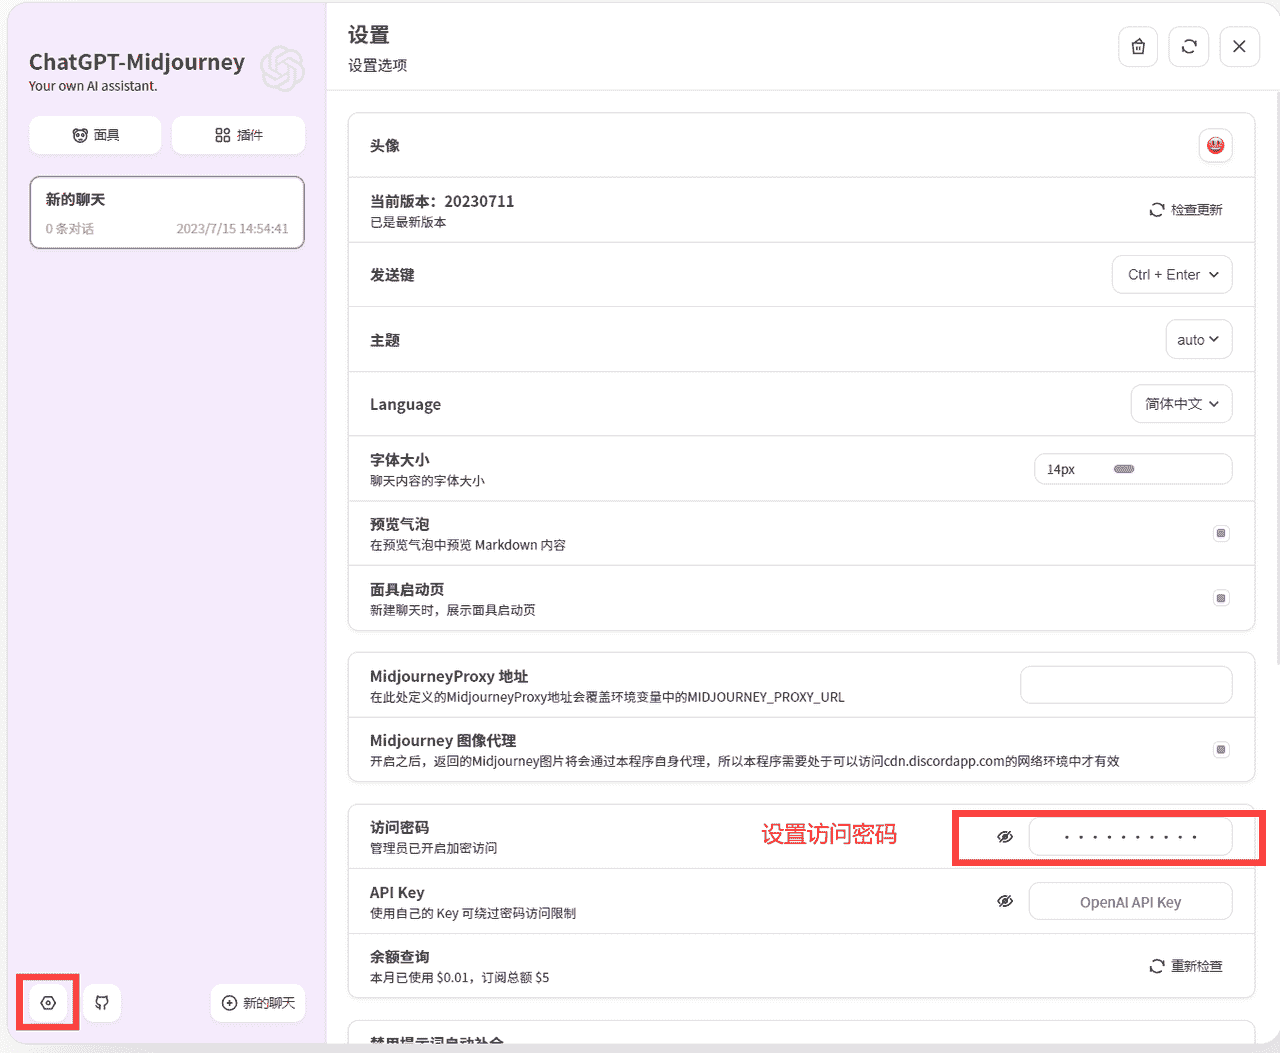 ChatGPT-Midjourney
Your own AI assistant.
面具
插件
新的聊天
0 条对话
2023/7/15 14:54:41
新的聊天
设置
设置选项
头像
当前版本：20230711
已是最新版本
检查更新
发送键
Ctrl + Enter
主题
auto
Language
简体中文
字体大小
聊天内容的字体大小
14px
预览气泡
在预览气泡中预览 Markdown 内容
面具启动页
新建聊天时，展示面具启动页
MidjourneyProxy 地址
在此处定义的MidjourneyProxy地址会覆盖环境变量中的MIDJOURNEY_PROXY_URL
Midjourney 图像代理
开启之后，返回的Midjourney图片将会通过本程序自身代理，所以本程序需要处于可以访问cdn.discordapp.com的网络环境中才有效
访问密码
管理员已开启加密访问
设置访问密码
API Key
使用自己的 Key 可绕过密码访问限制
OpenAI API Key
余额查询
本月已使用 $0.01，订阅总额 $5
重新检查
禁用提示词自动补全